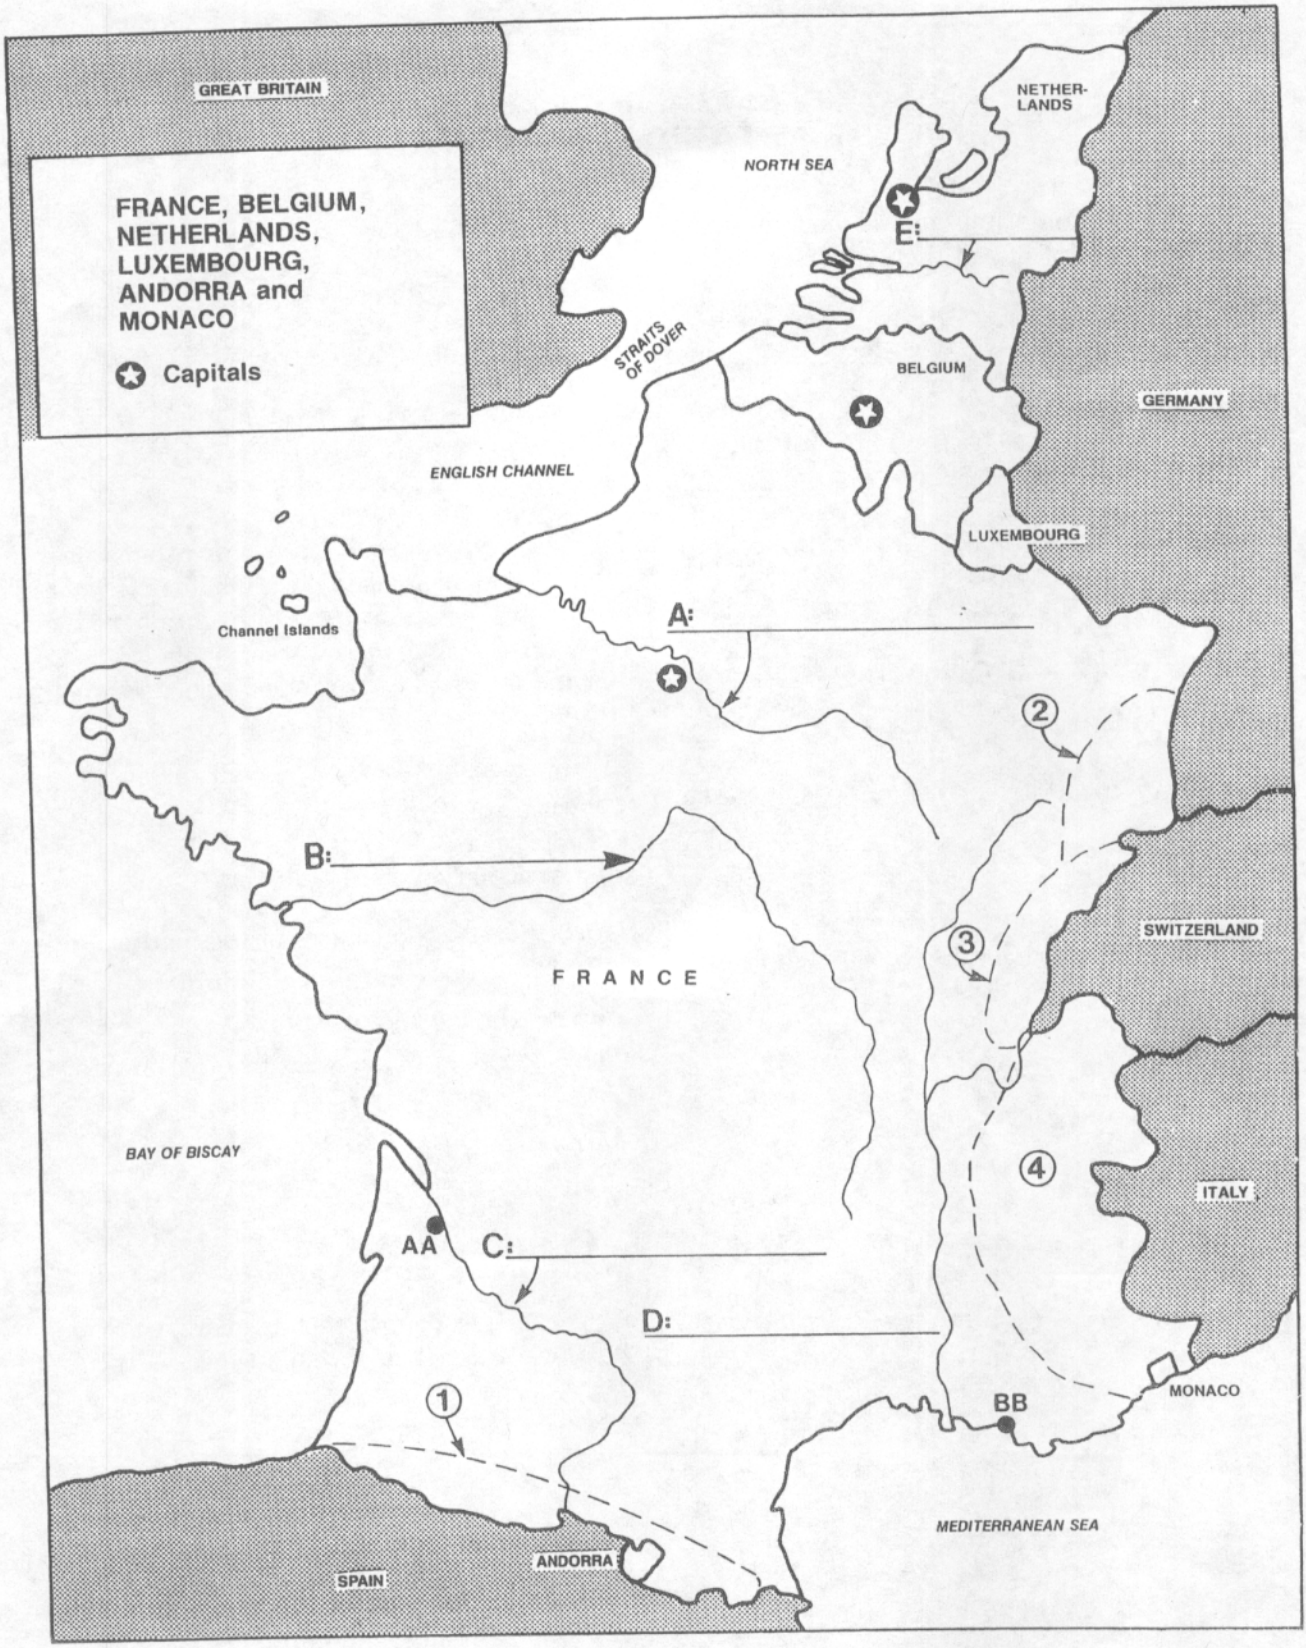 GREAT BRITAIN
NETHER-
LANDS
NORTH SEA
FRANCE, BELGIUM,
NETHERLANDS,
LUXEMBOURG,
ANDORRA and
MONACO
Capitals
E:
STRAITS
OF DOVER
BELGIUM
GERMANY
ENGLISH CHANNEL
LUXEMBOURG
Channel Islands
A:
2
B:
3
SWITZERLAND
FRANCE
BAY OF BISCAY
4
ITALY
AA
C:
D:
1
BB
MONACO
MEDITERRANEAN SEA
ANDORRA
SPAIN